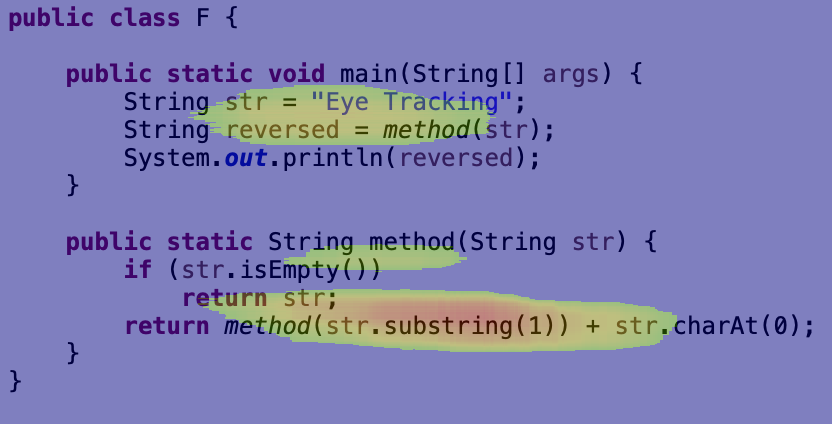 public class F {
public static void main(String[] args) {
String str = "Eye Tracking";
String reversed = method(str);
System.out.println(reversed);
}
public static String method(String str) {
if (str.isEmpty())
return str;
return method(str.substring(1)) + str.charAt(0);
}
}